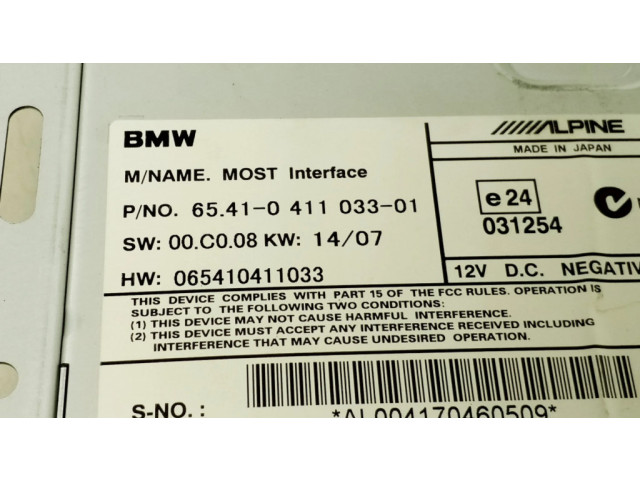 BMW
M/NAME. MOST Interface
P/NO. 65.41-0 411 033-01
SW: 00.C0.08 KW: 14/07
HW: 065410411033
ALPINE
MADE IN JAPAN
e24
031254
12V D.C. NEGATIV
THIS DEVICE COMPLIES WITH PART 15 OF THE FCC RULES. OPERATION IS
SUBJECT TO THE FOLLOWING TWO CONDITIONS:
(1) THIS DEVICE MAY NOT CAUSE HARMFUL INTERFERENCE.
(2) THIS DEVICE MUST ACCEPT ANY INTERFERENCE RECEIVED INCLUDING
INTERFERENCE THAT MAY CAUSE UNDESIRED OPERATION.
S-NO. :
*AL004170460509*